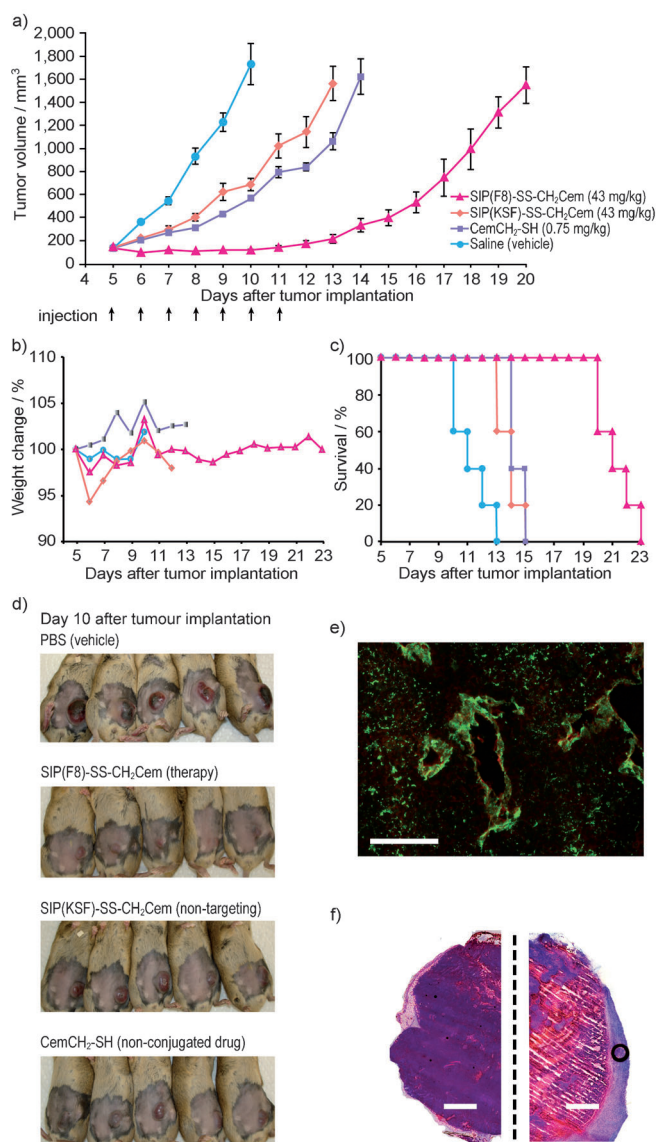 a)
Tumor volume / mm³
2,000
1,800
1,600
1,400
1,200
1,000
800
600
400
200
0
4 5 6 7 8 9 10 11 12 13 14 15 16 17 18 19 20
SIP(F8)-SS-CH₂Cem (43 mg/kg)
SIP(KSF)-SS-CH₂Cem (43 mg/kg)
CemCH₂-SH (0.75 mg/kg)
Saline (vehicle)
Days after tumor implantation
injection
b)
Weight change / %
110
105
100
95
90
5 7 9 11 13 15 17 19 21 23
Days after tumor implantation
c)
Survival / %
100
80
60
40
20
0
5 7 9 11 13 15 17 19 21 23
Days after tumor implantation
d)
Day 10 after tumour implantation
PBS (vehicle)
SIP(F8)-SS-CH₂Cem (therapy)
SIP(KSF)-SS-CH₂Cem (non-targeting)
CemCH₂-SH (non-conjugated drug)
e)
f)